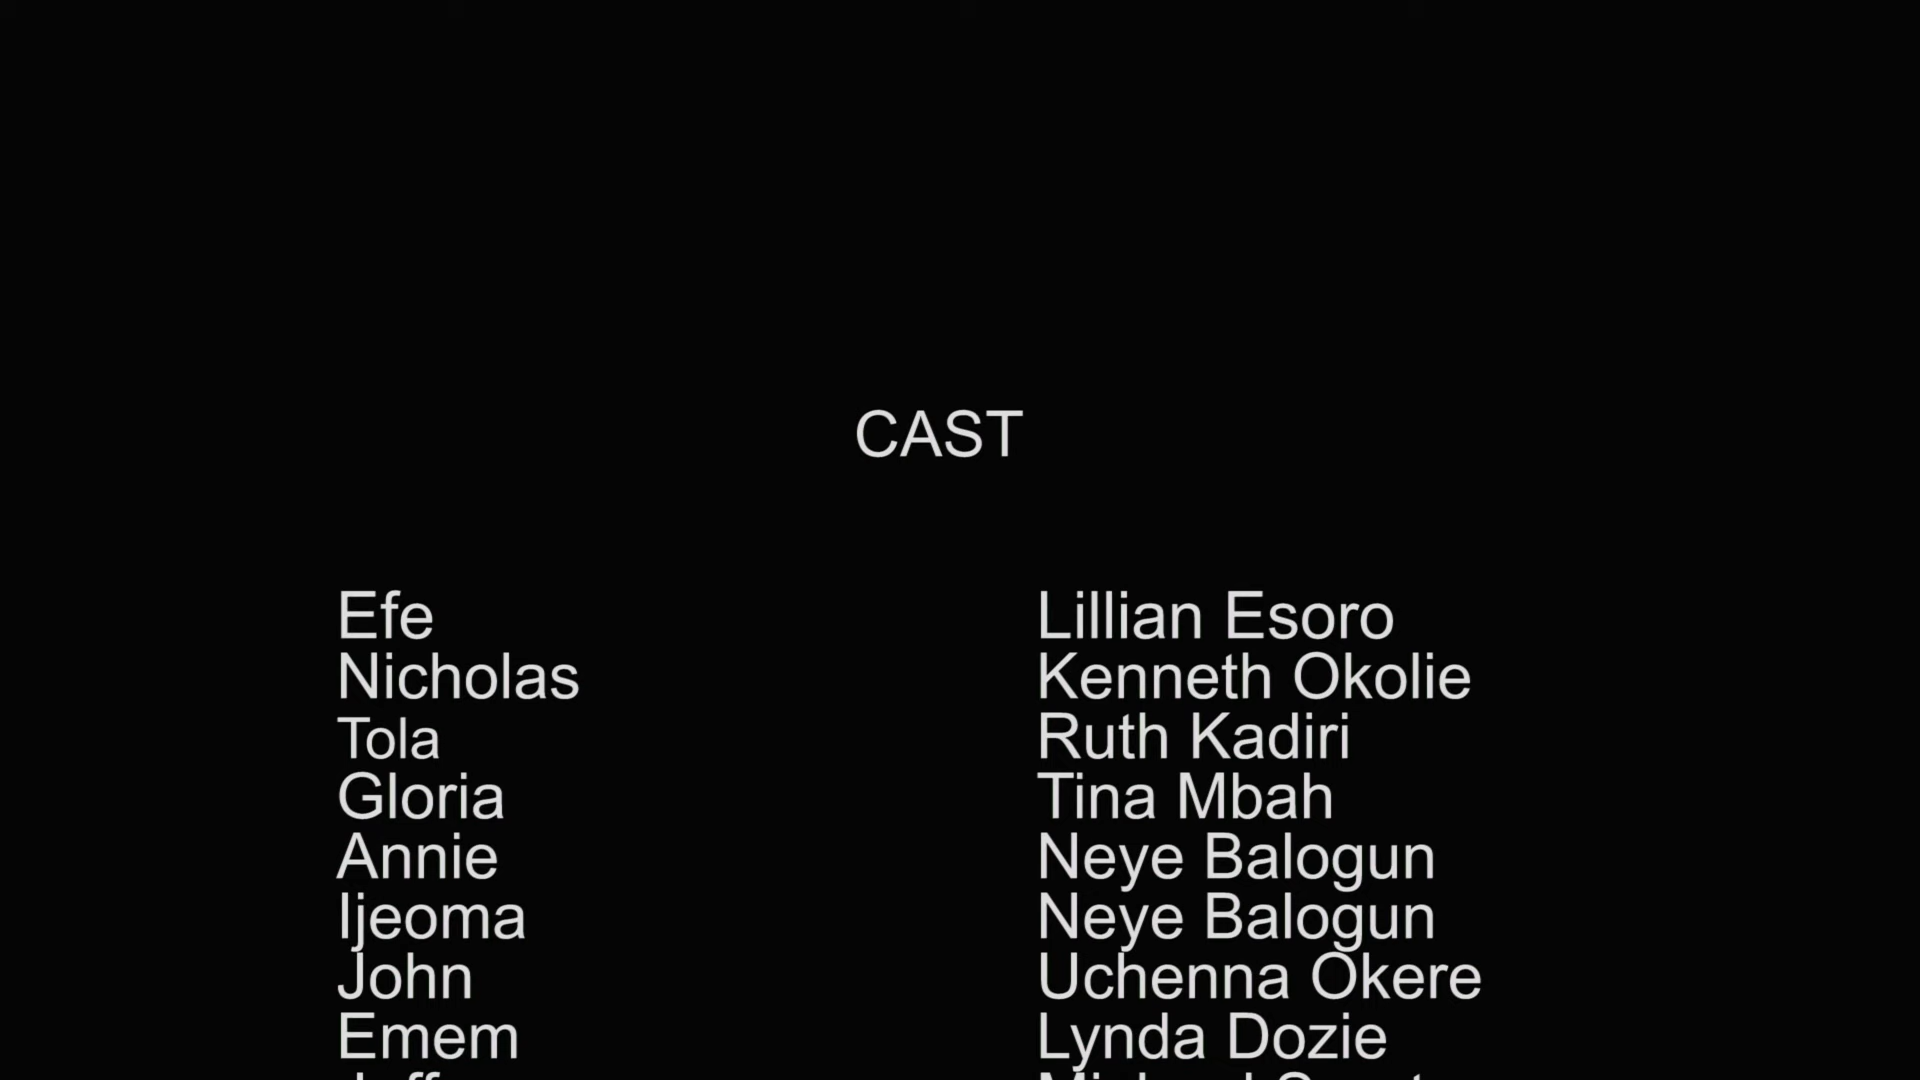 CAST
Efe Lillian Esoro
Nicholas Kenneth Okolie
Tola Ruth Kadiri
Gloria Tina Mbah
Annie Neye Balogun
Ijeoma Neye Balogun
John Uchenna Okere
Emem Lynda Dozie